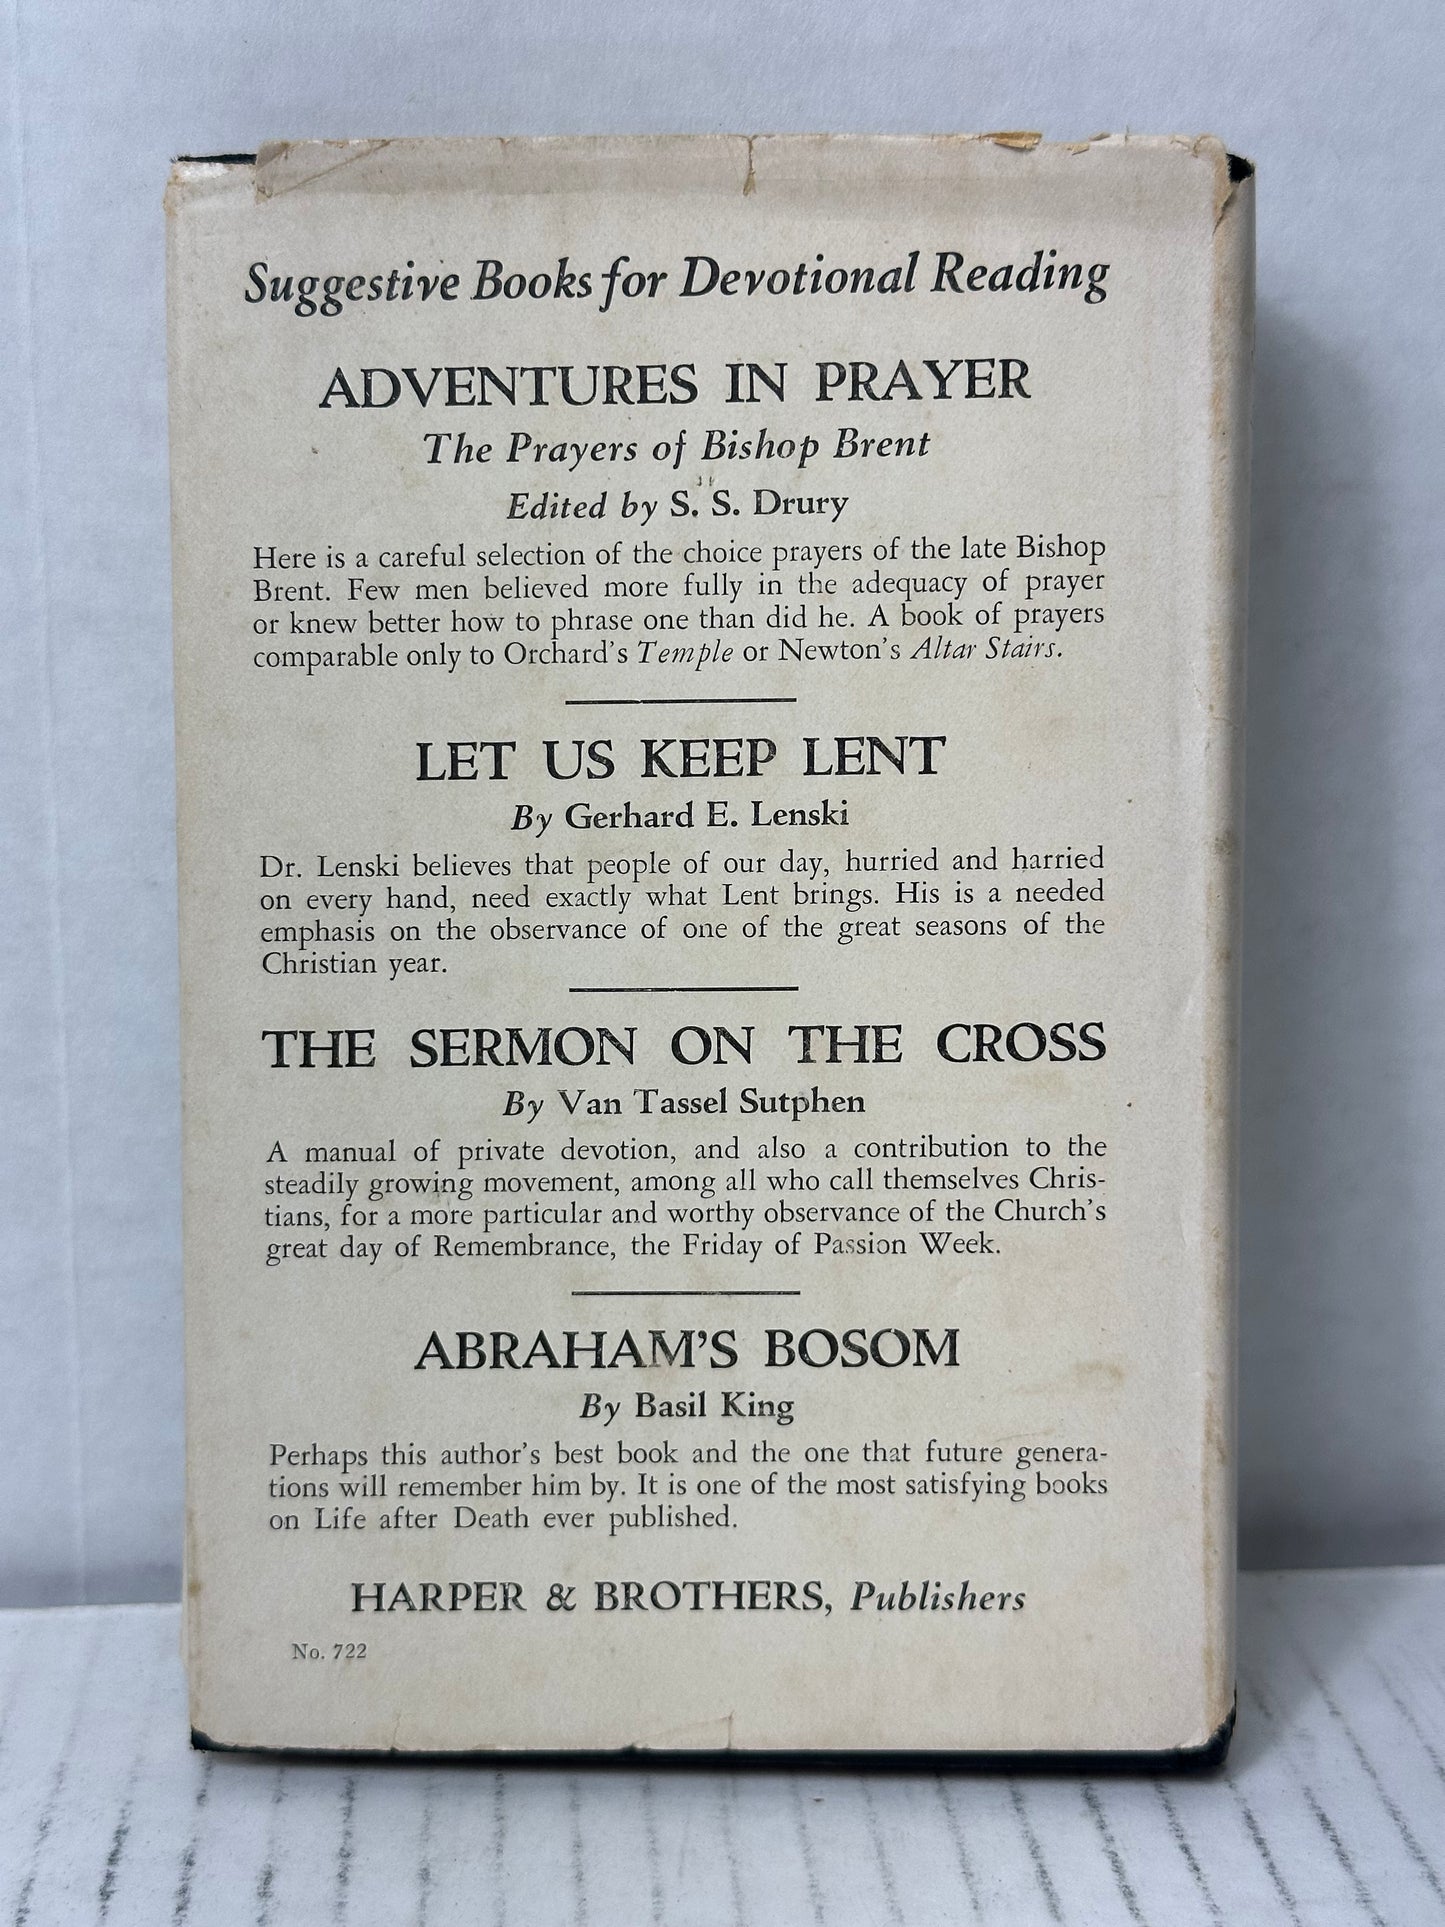 Suggestive Books for Devotional Reading
ADVENTURES IN PRAYER
The Prayers of Bishop Brent
Edited by S. S. Drury
Here is a careful selection of the choice prayers of the late Bishop
Brent. Few men believed more fully in the adequacy of prayer
or knew better how to phrase one than did he. A book of prayers
comparable only to Orchard's Temple or Newton's Altar Stairs.
LET US KEEP LENT
By Gerhard E. Lenski
Dr. Lenski believes that people of our day, hurried and harried
on every hand, need exactly what Lent brings. His is a needed
emphasis on the observance of one of the great seasons of the
Christian year.
THE SERMON ON THE CROSS
By Van Tassel Sutphen
A manual of private devotion, and also a contribution to the
steadily growing movement, among all who call themselves Chris-
tians, for a more particular and worthy observance of the Church's
great day of Remembrance, the Friday of Passion Week.
ABRAHAM'S BOSOM
By Basil King
Perhaps this author's best book and the one that future genera-
tions will remember him by. It is one of the most satisfying books
on Life after Death ever published.
HARPER & BROTHERS, Publishers
No. 722